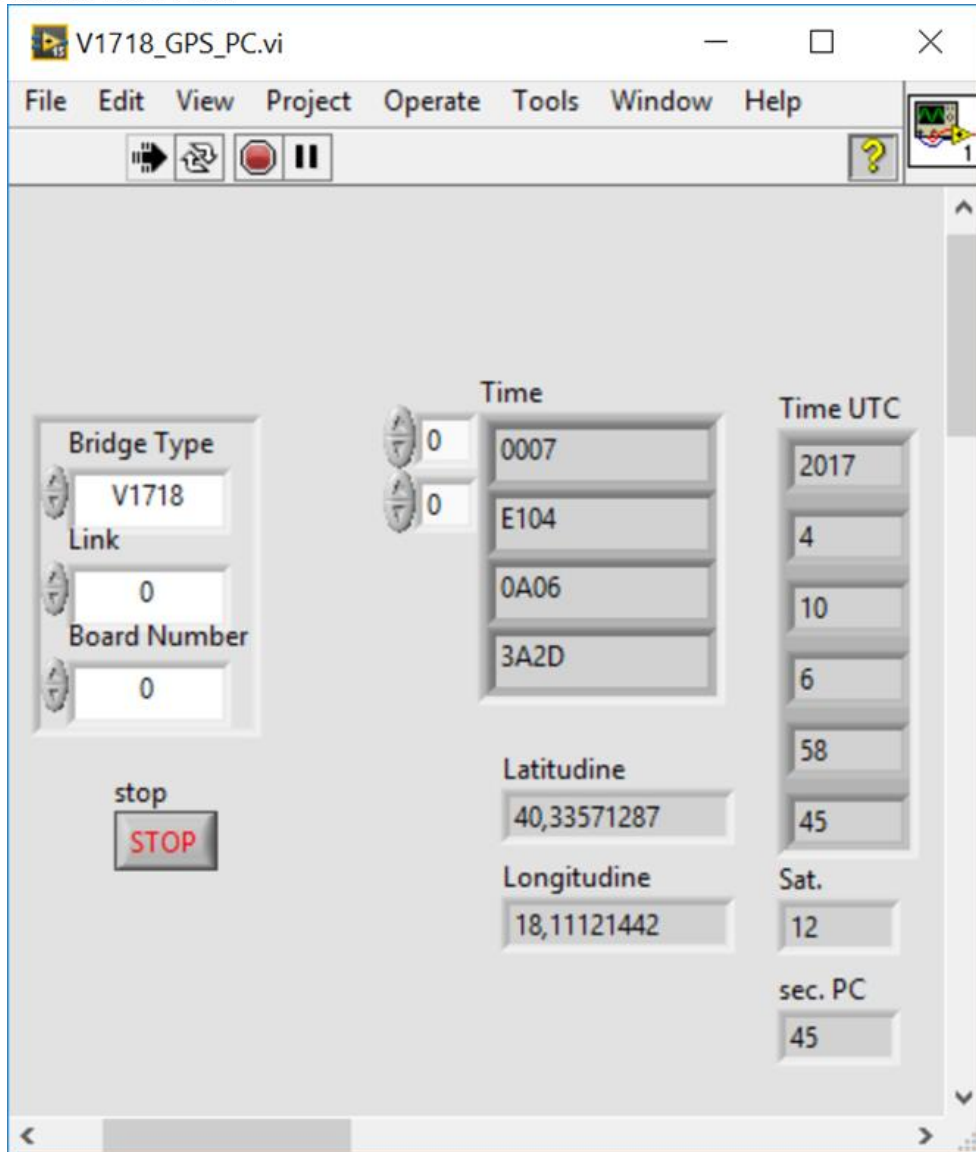 V1718_GPS_PC.vi
File Edit View Project Operate Tools Window Help
15
1
Bridge Type
V1718
Link
0
Board Number
0
stop
STOP
Time
0
0
0007
E104
0A06
3A2D
Latitudine
40,33571287
Longitudine
18,11121442
Time UTC
2017
4
10
6
58
45
Sat.
12
sec. PC
45